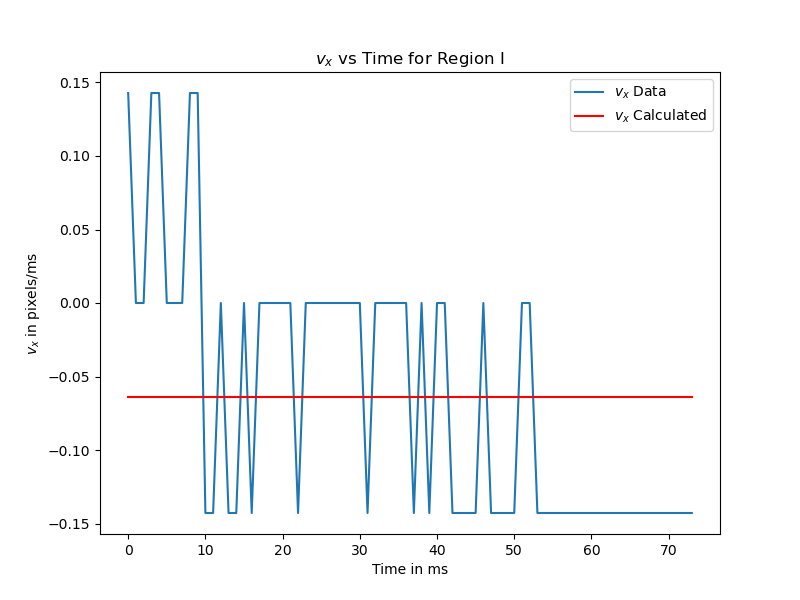 v_x vs Time for Region I
v_x Data
v_x Calculated
0.15
0.10
0.05
0.00
−0.05
−0.10
−0.15
v_x in pixels/ms
0 10 20 30 40 50 60 70
Time in ms